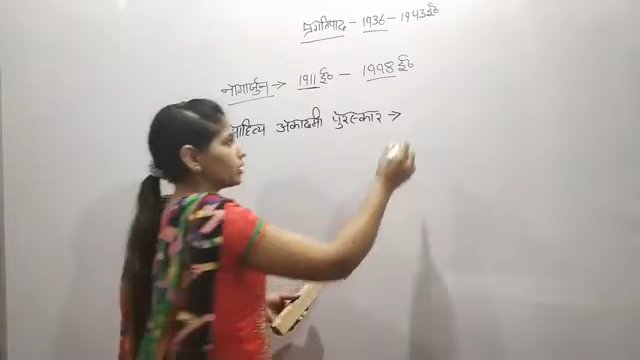 प्रगतिवाद - 1936 - 1943 ई०
नागार्जुन → 1911 ई० - 1998 ई०
साहित्य अकादमी पुरस्कार →